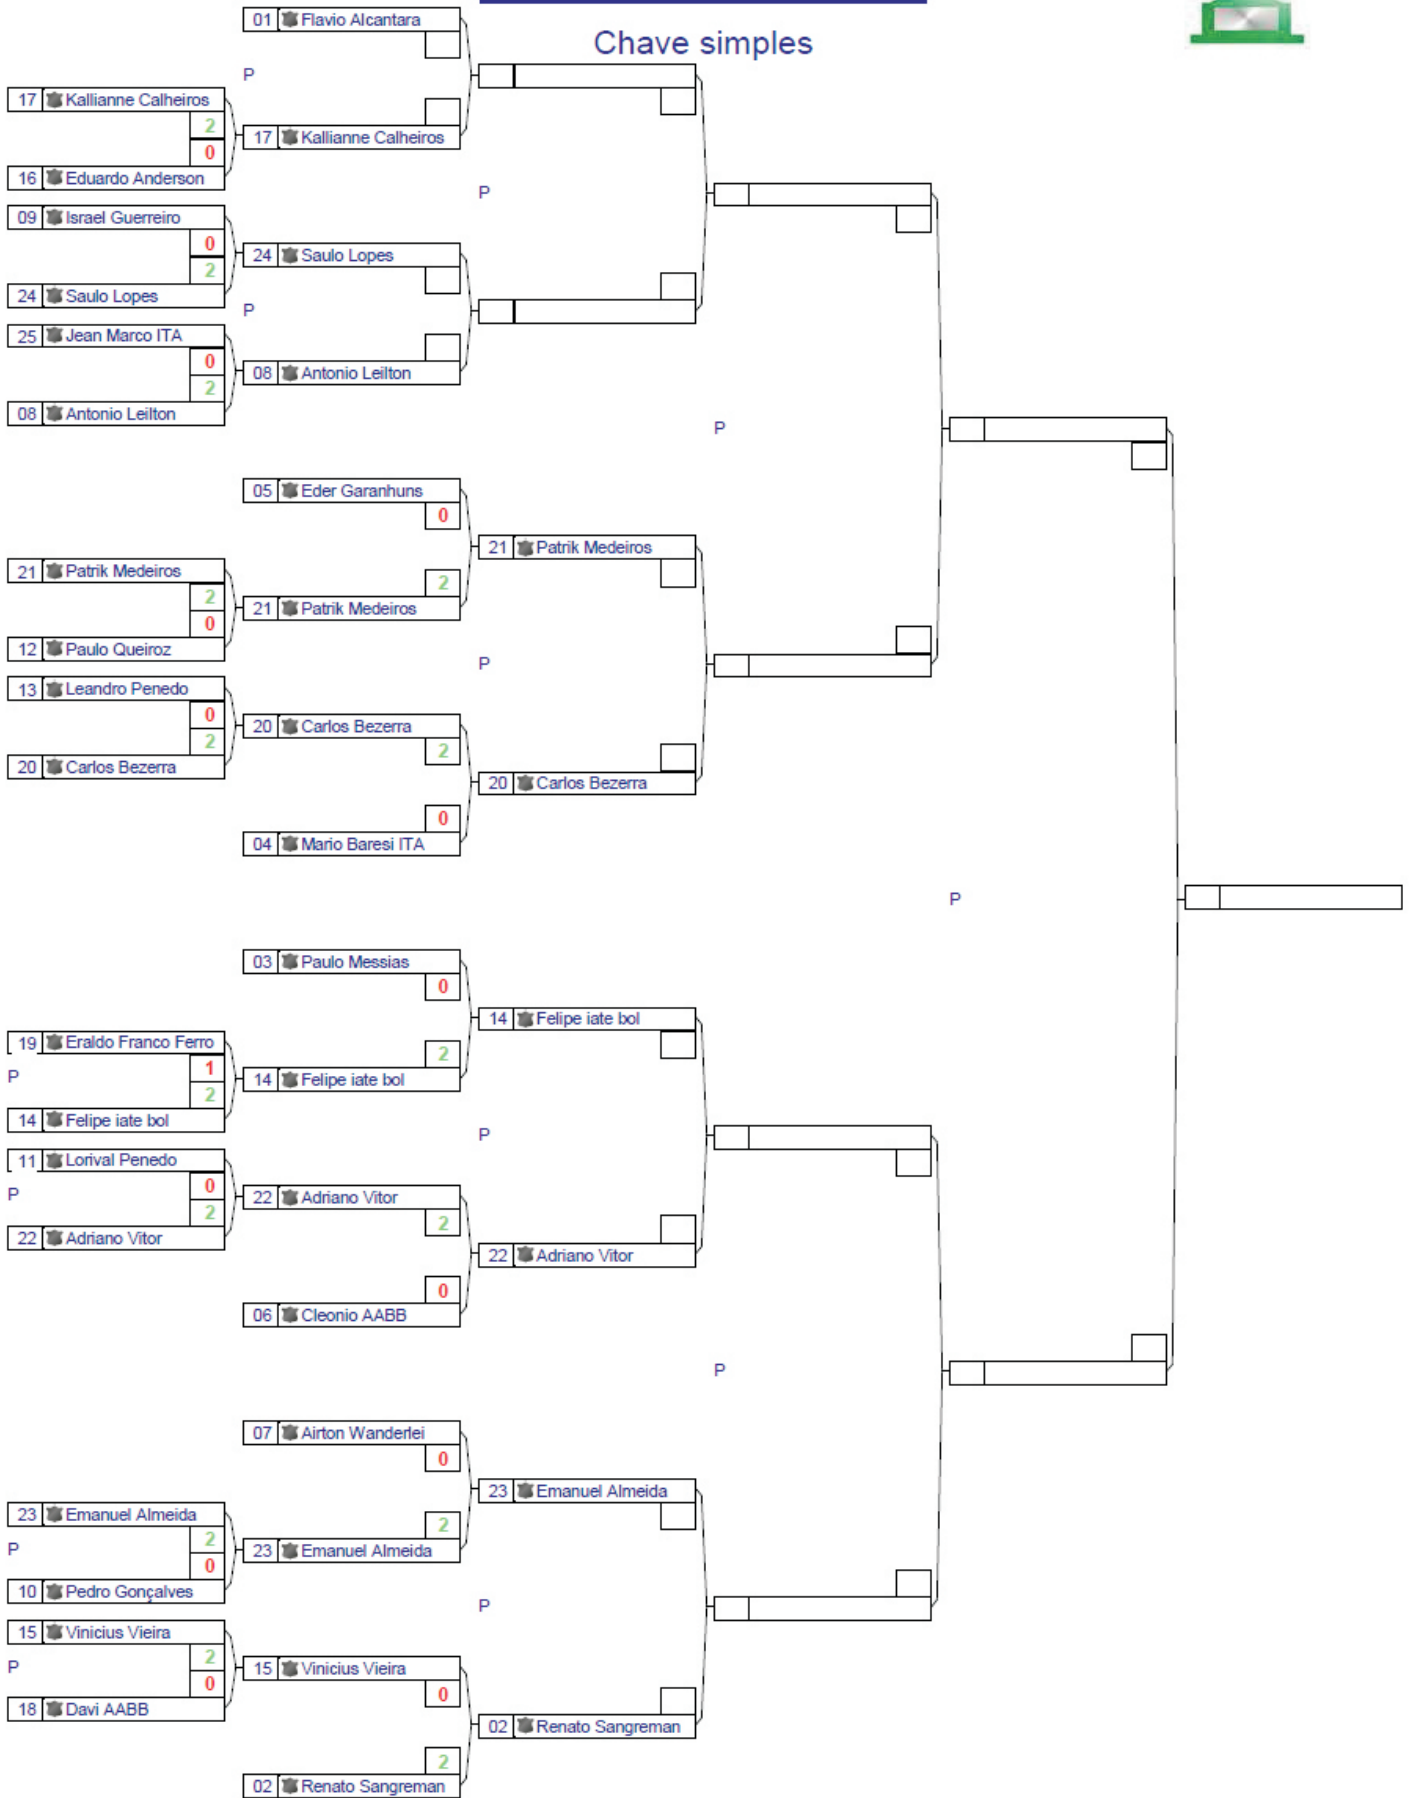 Chave simples
01 Flavio Alcantara
P
17 Kallianne Calheiros
2
0
16 Eduardo Anderson
17 Kallianne Calheiros
P
09 Israel Guerreiro
0
2
24 Saulo Lopes
24 Saulo Lopes
P
25 Jean Marco ITA
0
2
08 Antonio Leilton
08 Antonio Leilton
P
05 Eder Garanhuns
0
21 Patrik Medeiros
21 Patrik Medeiros
2
0
12 Paulo Queiroz
2
21 Patrik Medeiros
P
13 Leandro Penedo
0
2
20 Carlos Bezerra
20 Carlos Bezerra
2
20 Carlos Bezerra
0
04 Mario Baresi ITA
P
03 Paulo Messias
0
14 Felipe iate bol
19 Eraldo Franco Ferro
P
1
2
14 Felipe iate bol
2
14 Felipe iate bol
P
11 Lorival Penedo
P
0
2
22 Adriano Vitor
22 Adriano Vitor
2
22 Adriano Vitor
0
06 Cleonio AABB
P
07 Airton Wanderlei
0
23 Emanuel Almeida
23 Emanuel Almeida
P
2
0
10 Pedro Gonçalves
2
23 Emanuel Almeida
P
15 Vinicius Vieira
P
2
0
18 Davi AABB
15 Vinicius Vieira
0
02 Renato Sangreman
2
02 Renato Sangreman